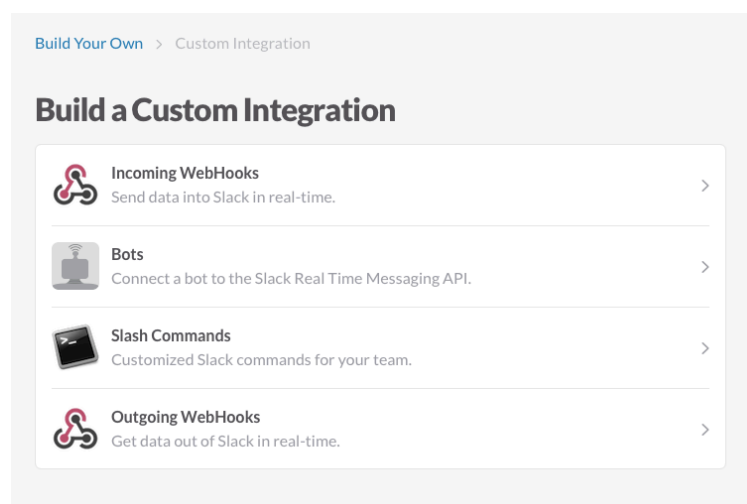 Build Your Own > Custom Integration
Build a Custom Integration
Incoming WebHooks
Send data into Slack in real-time.
Bots
Connect a bot to the Slack Real Time Messaging API.
Slash Commands
Customized Slack commands for your team.
Outgoing WebHooks
Get data out of Slack in real-time.